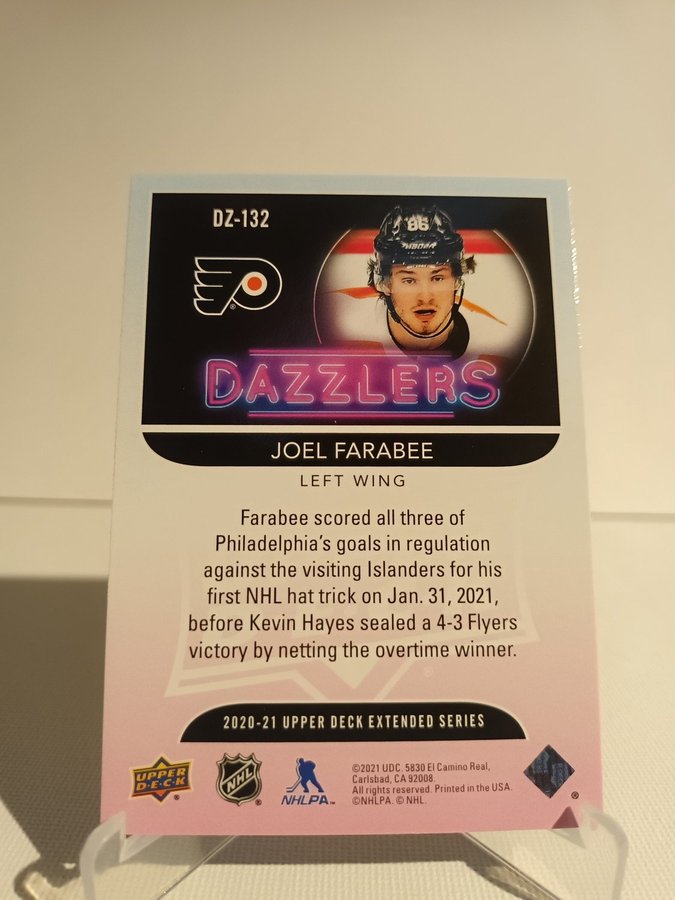 DZ-132
86
DAZZLERS
JOEL FARABEE
LEFT WING
Farabee scored all three of
Philadelphia's goals in regulation
against the visiting Islanders for his
first NHL hat trick on Jan. 31, 2021,
before Kevin Hayes sealed a 4-3 Flyers
victory by netting the overtime winner.
2020-21 UPPER DECK EXTENDED SERIES
UPPER
D·E·C·K
®
NHL
®
NHLPA™
©2021 UDC. 5830 El Camino Real,
Carlsbad, CA 92008.
All rights reserved. Printed in the USA.
©NHLPA. © NHL.
®